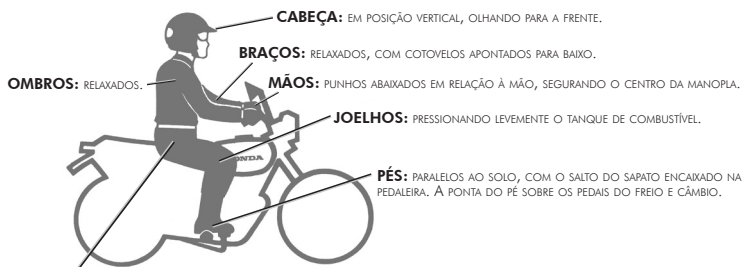 CABEÇA: EM POSIÇÃO VERTICAL, OLHANDO PARA A FRENTE.
BRAÇOS: RELAXADOS, COM COTOVELOS APONTADOS PARA BAIXO.
OMBROS: RELAXADOS.
MÃOS: PUNHOS ABAIXADOS EM RELAÇÃO À MÃO, SEGURANDO O CENTRO DA MANOPLA.
JOELHOS: PRESSIONANDO LEVEMENTE O TANQUE DE COMBUSTÍVEL.
HONDA
PÉS: PARALELOS AO SOLO, COM O SALTO DO SAPATO ENCAIXADO NA
PEDALEIRA. A PONTA DO PÉ SOBRE OS PEDAIS DO FREIO E CÂMBIO.